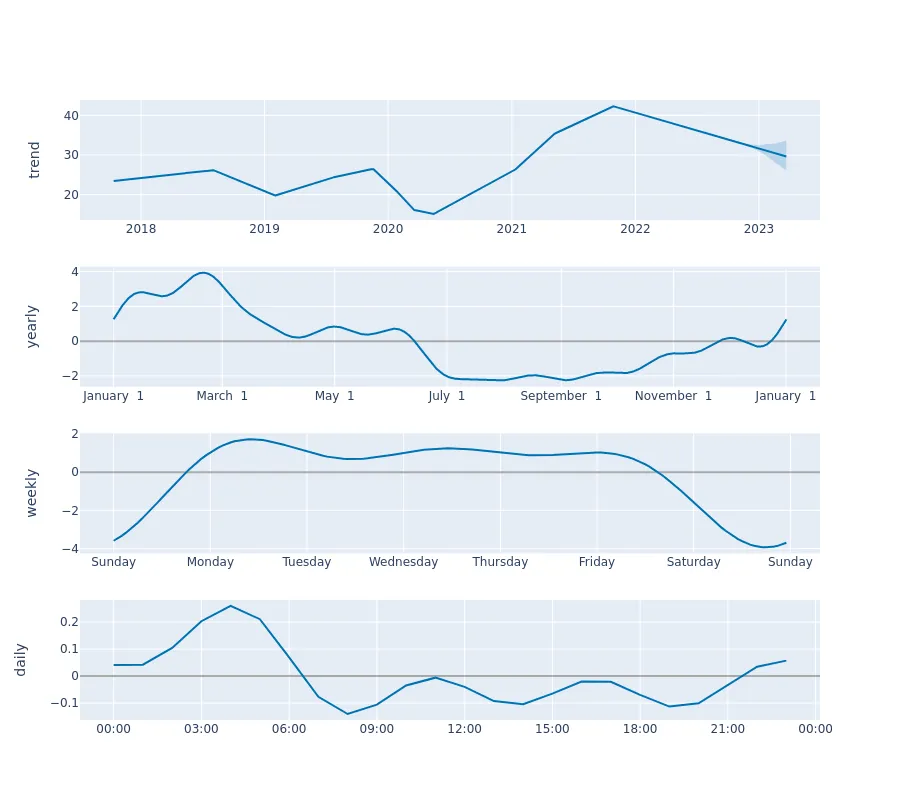 trend
40
30
20
2018 2019 2020 2021 2022 2023
yearly
4
2
0
−2
January 1 March 1 May 1 July 1 September 1 November 1 January 1
weekly
2
0
−2
−4
Sunday Monday Tuesday Wednesday Thursday Friday Saturday Sunday
daily
0.2
0.1
0
−0.1
00:00 03:00 06:00 09:00 12:00 15:00 18:00 21:00 00:00